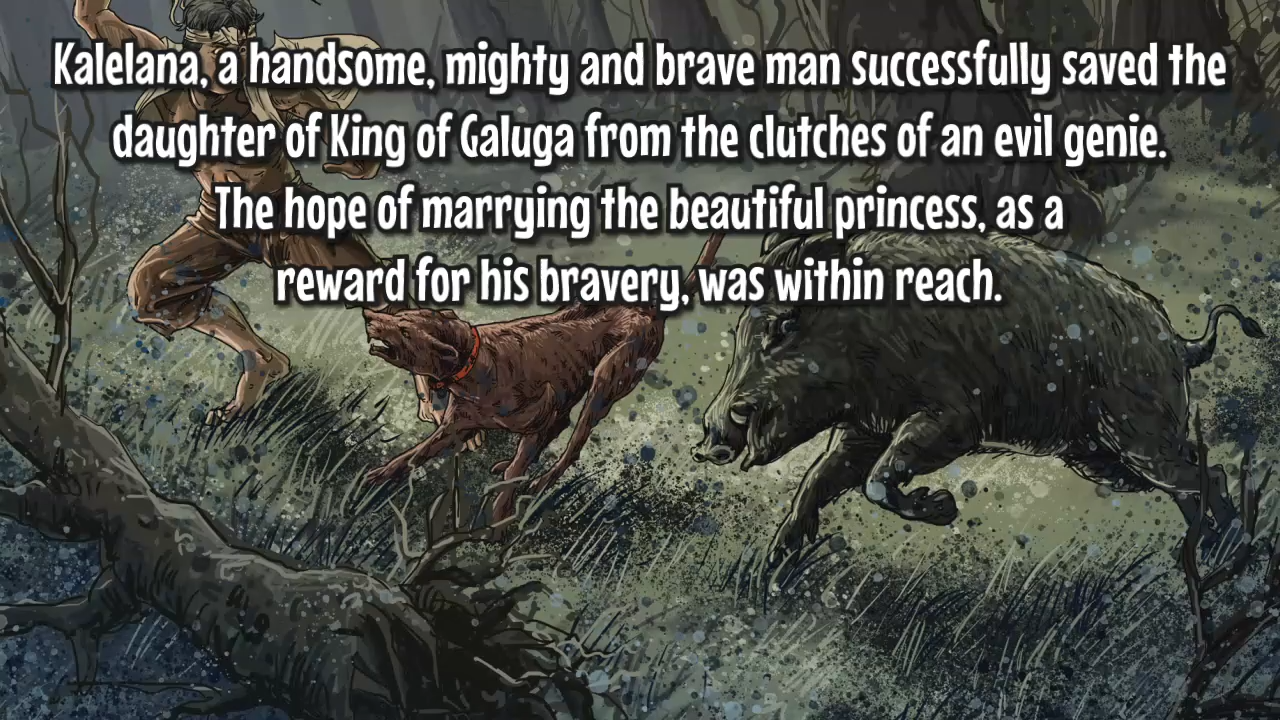 Kalelana, a handsome, mighty and brave man successfully saved the
daughter of King of Galuga from the clutches of an evil genie.
The hope of marrying the beautiful princess, as a
reward for his bravery, was within reach.